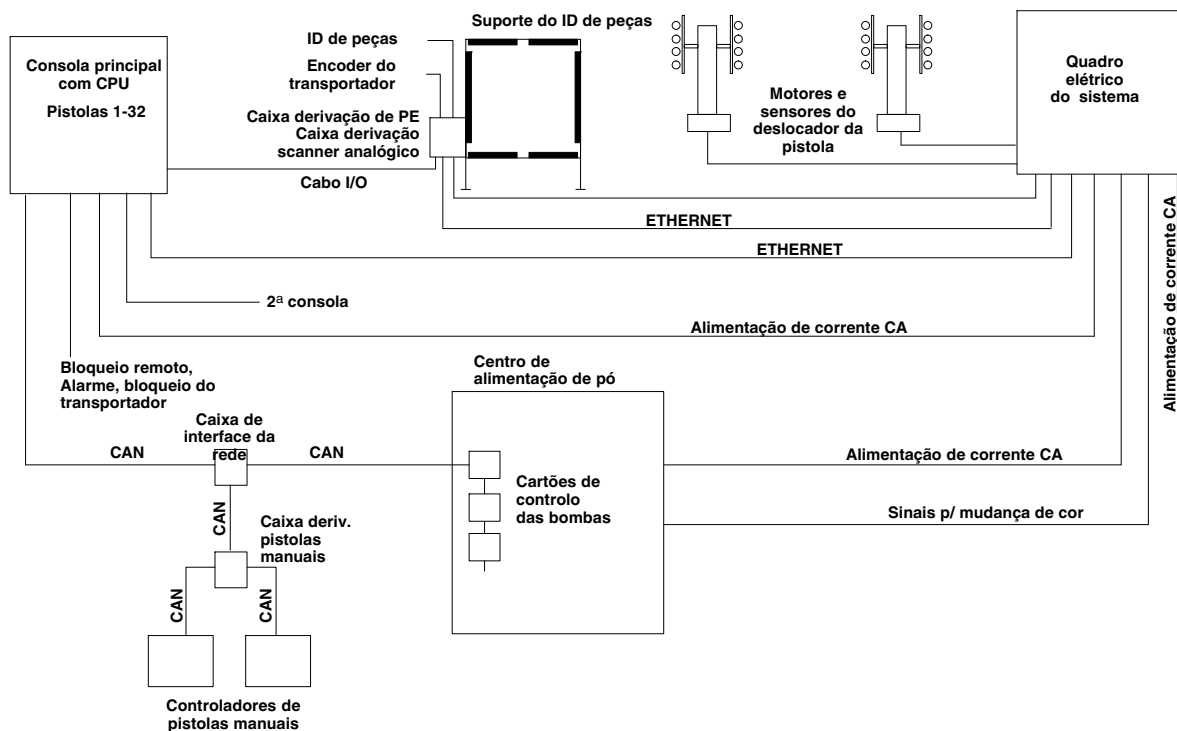 Suporte do ID de peças
Consola principal
com CPU
Pistolas 1-32
ID de peças
Encoder do
transportador
Caixa derivação de PE
Caixa derivação
scanner analógico
Cabo I/O
Motores e
sensores do
deslocador da
pistola
Quadro
elétrico
do sistema
ETHERNET
ETHERNET
2ª consola
Alimentação de corrente CA
Alimentação de corrente CA
Bloqueio remoto,
Alarme, bloqueio do
transportador
Centro de
alimentação de pó
Caixa de
interface da
rede
CAN
CAN
Alimentação de corrente CA
Cartões de
controlo
das bombas
Sinais p/ mudança de cor
CAN
Caixa deriv.
pistolas
manuais
CAN
CAN
Controladores de
pistolas manuais